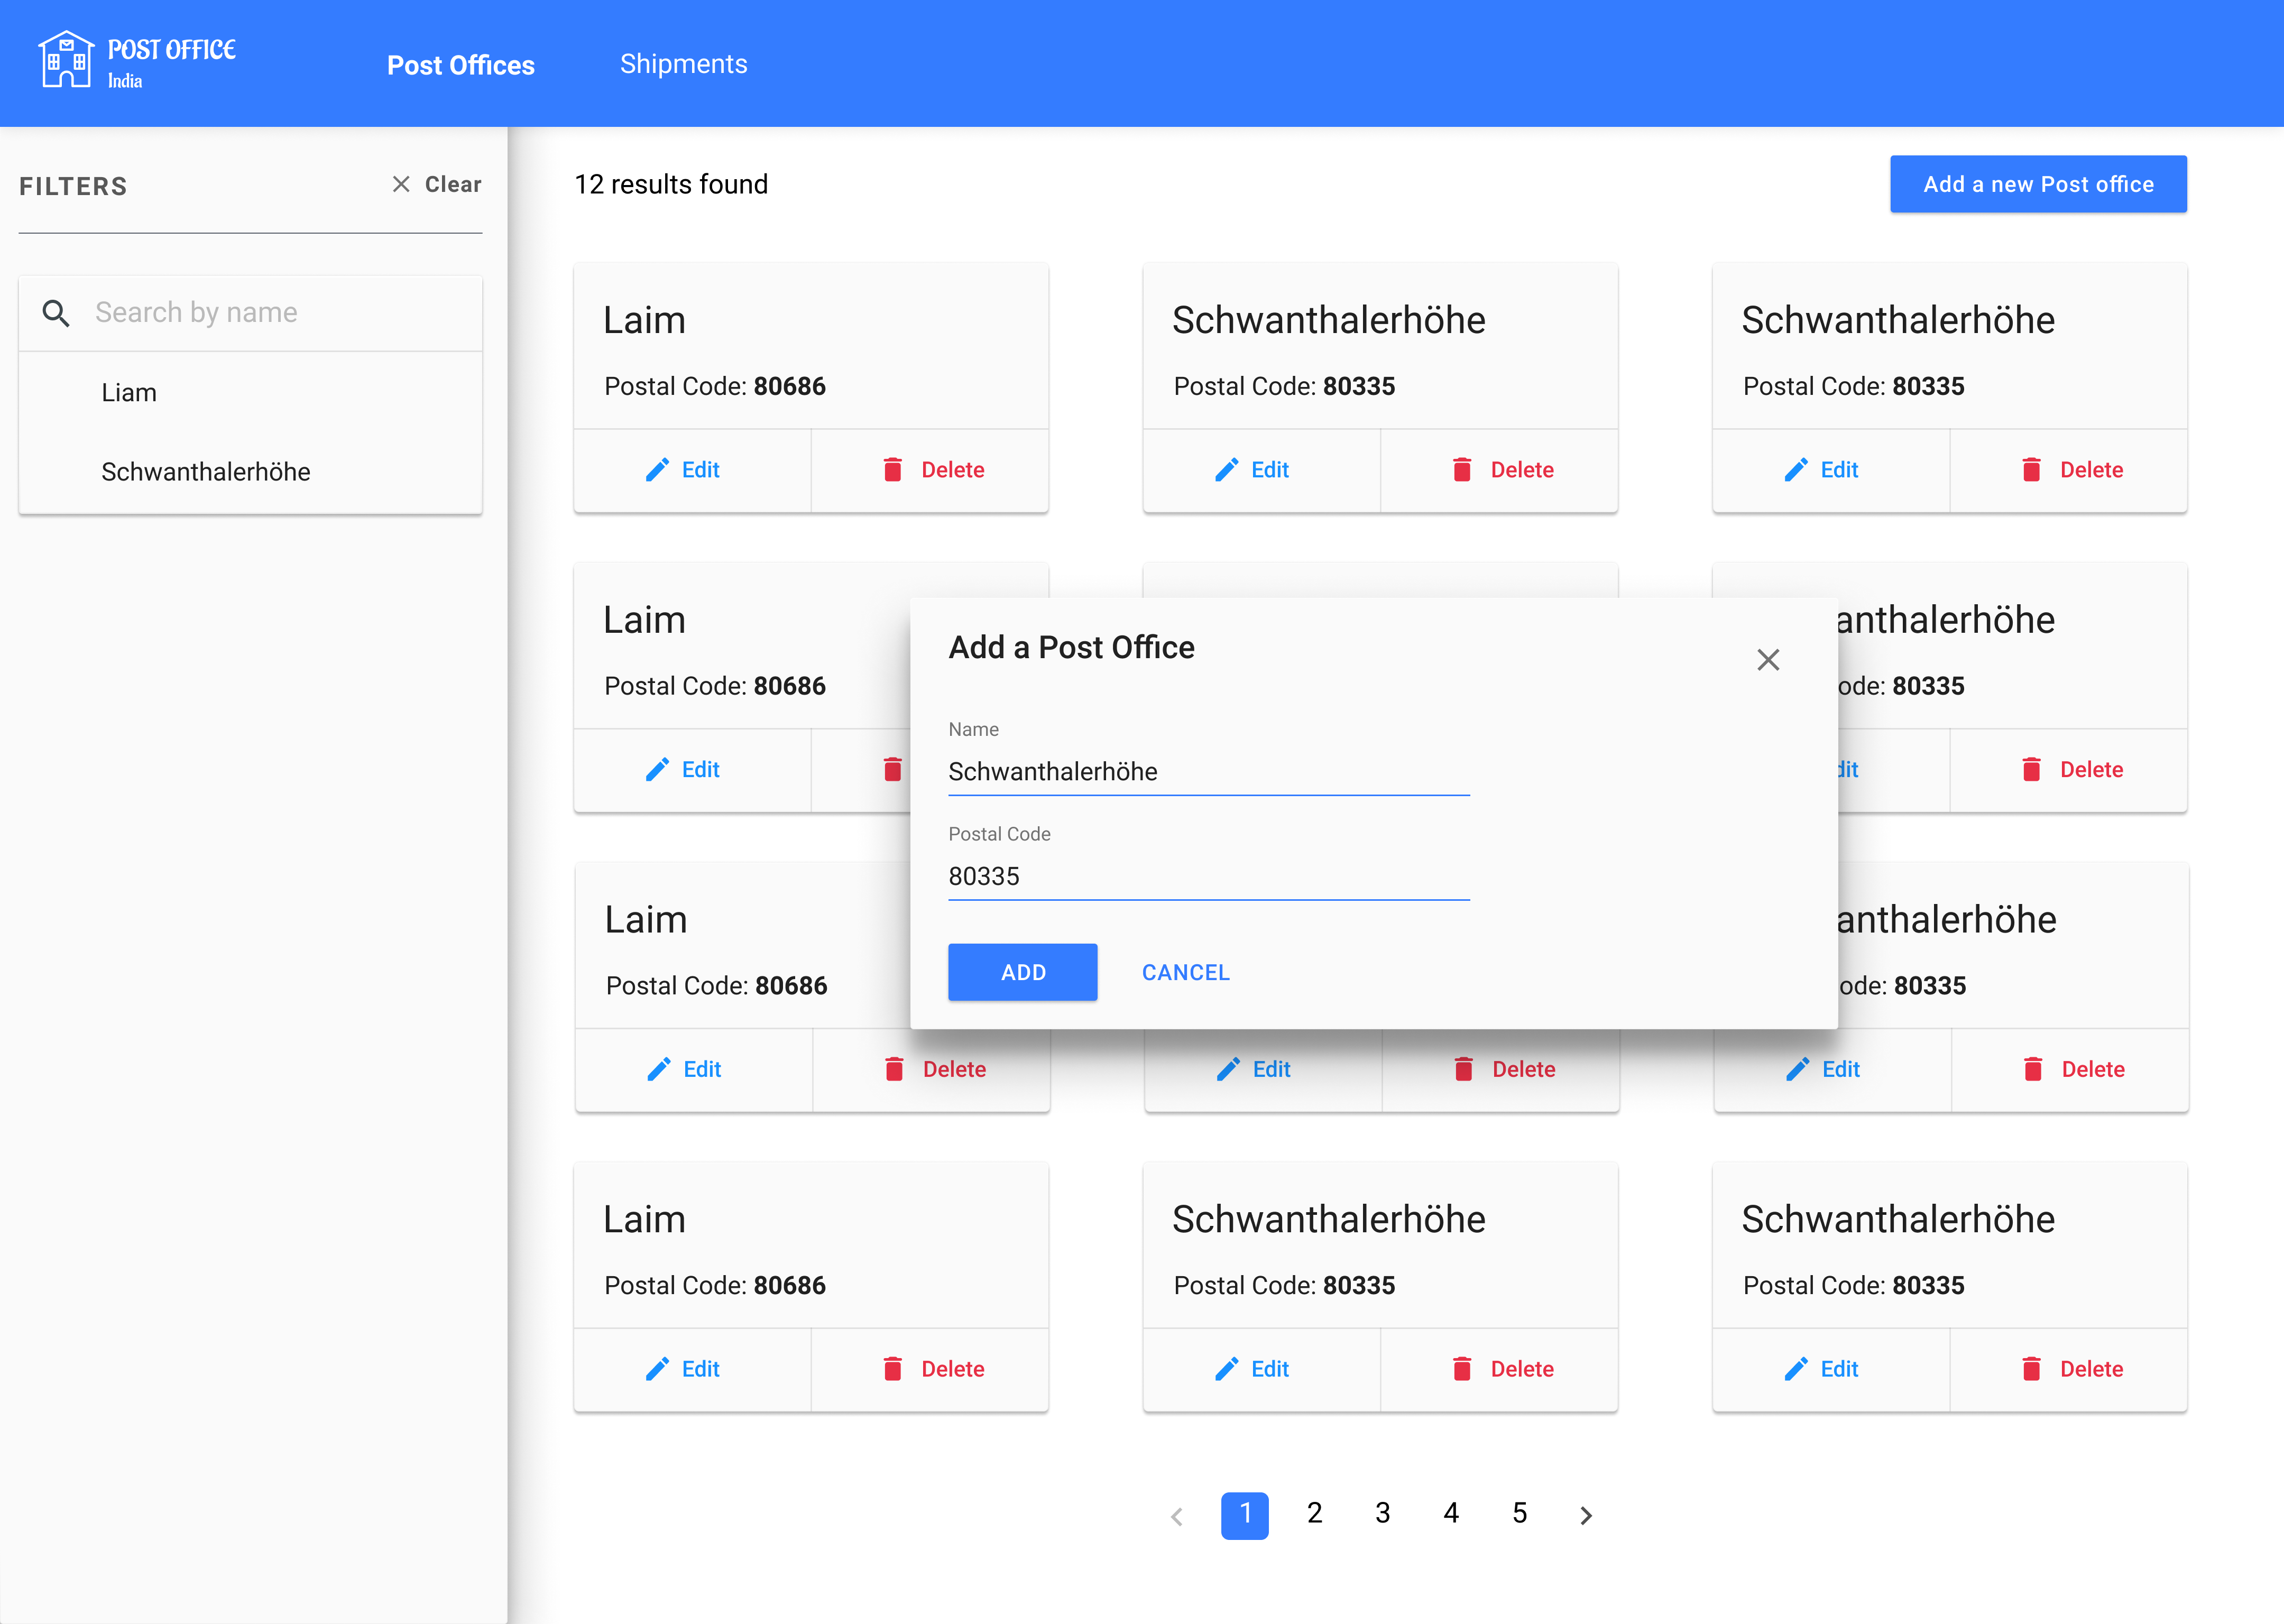 POST OFFICE
India
Post Offices
Shipments
FILTERS
Clear
Search by name
Liam
Schwanthalerhöhe
12 results found
Add a new Post office
Laim
Postal Code: 80686
Edit
Delete
Schwanthalerhöhe
Postal Code: 80335
Edit
Delete
Schwanthalerhöhe
Postal Code: 80335
Edit
Delete
Laim
Postal Code: 80686
Edit
anthalerhöhe
ode: 80335
dit
Delete
Add a Post Office
Name
Schwanthalerhöhe
Postal Code
80335
ADD
CANCEL
Laim
Postal Code: 80686
Edit
Delete
Edit
Delete
anthalerhöhe
ode: 80335
Edit
Delete
Laim
Postal Code: 80686
Edit
Delete
Schwanthalerhöhe
Postal Code: 80335
Edit
Delete
Schwanthalerhöhe
Postal Code: 80335
Edit
Delete
1 2 3 4 5